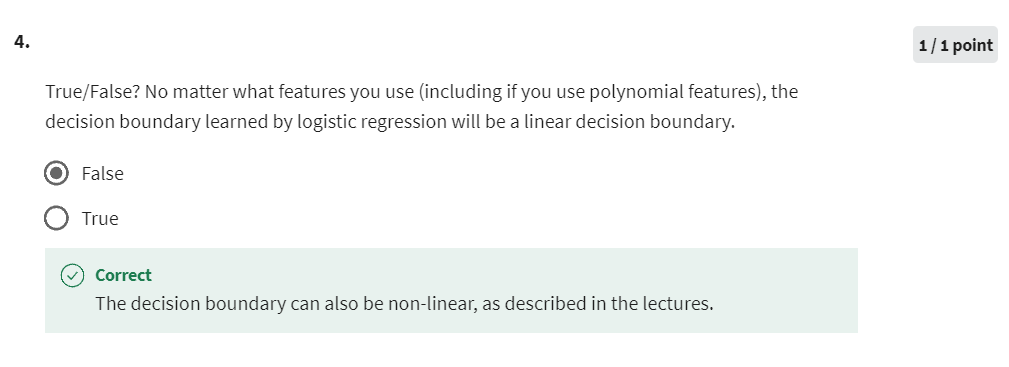 4.
1 / 1 point
True/False? No matter what features you use (including if you use polynomial features), the
decision boundary learned by logistic regression will be a linear decision boundary.
False
True
Correct
The decision boundary can also be non-linear, as described in the lectures.